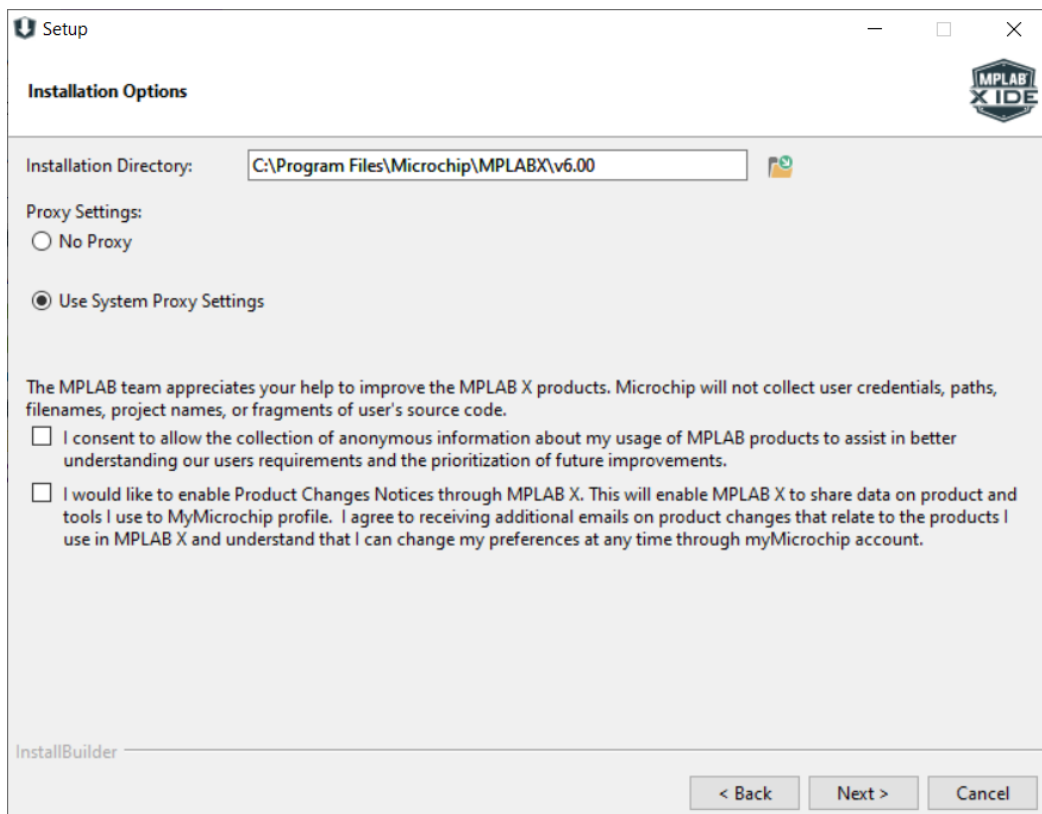 Setup
Installation Options
MPLAB
X IDE
Installation Directory:
C:\Program Files\Microchip\MPLABX\v6.00
Proxy Settings:
No Proxy
Use System Proxy Settings
The MPLAB team appreciates your help to improve the MPLAB X products. Microchip will not collect user credentials, paths,
filenames, project names, or fragments of user's source code.
I consent to allow the collection of anonymous information about my usage of MPLAB products to assist in better
understanding our users requirements and the prioritization of future improvements.
I would like to enable Product Changes Notices through MPLAB X. This will enable MPLAB X to share data on product and
tools I use to MyMicrochip profile.  I agree to receiving additional emails on product changes that relate to the products I
use in MPLAB X and understand that I can change my preferences at any time through myMicrochip account.
InstallBuilder
< Back
Next >
Cancel